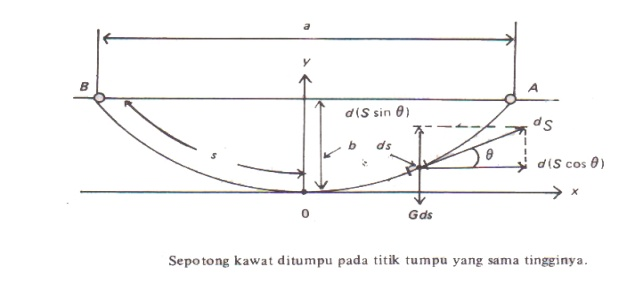 a
B
y
A
d(S sin θ)
dS
b
ds
s
θ
d(S cos θ)
x
0
Gds
Sepotong kawat ditumpu pada titik tumpu yang sama tingginya.